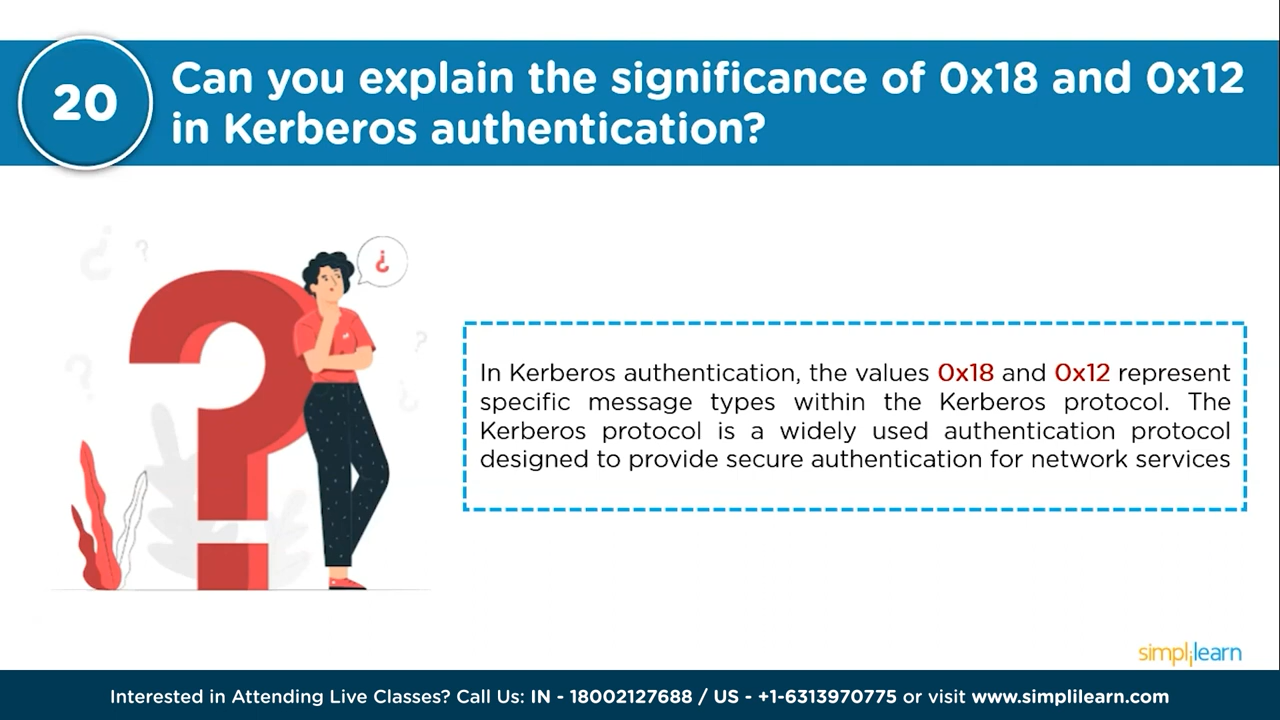 20
Can you explain the significance of 0x18 and 0x12
in Kerberos authentication?
¿
?
¿
?
?
¿
In Kerberos authentication, the values 0x18 and 0x12 represent
specific message types within the Kerberos protocol. The
Kerberos protocol is a widely used authentication protocol
designed to provide secure authentication for network services
simplilearn
Interested in Attending Live Classes? Call Us: IN - 18002127688 / US - +1-6313970775 or visit www.simplilearn.com